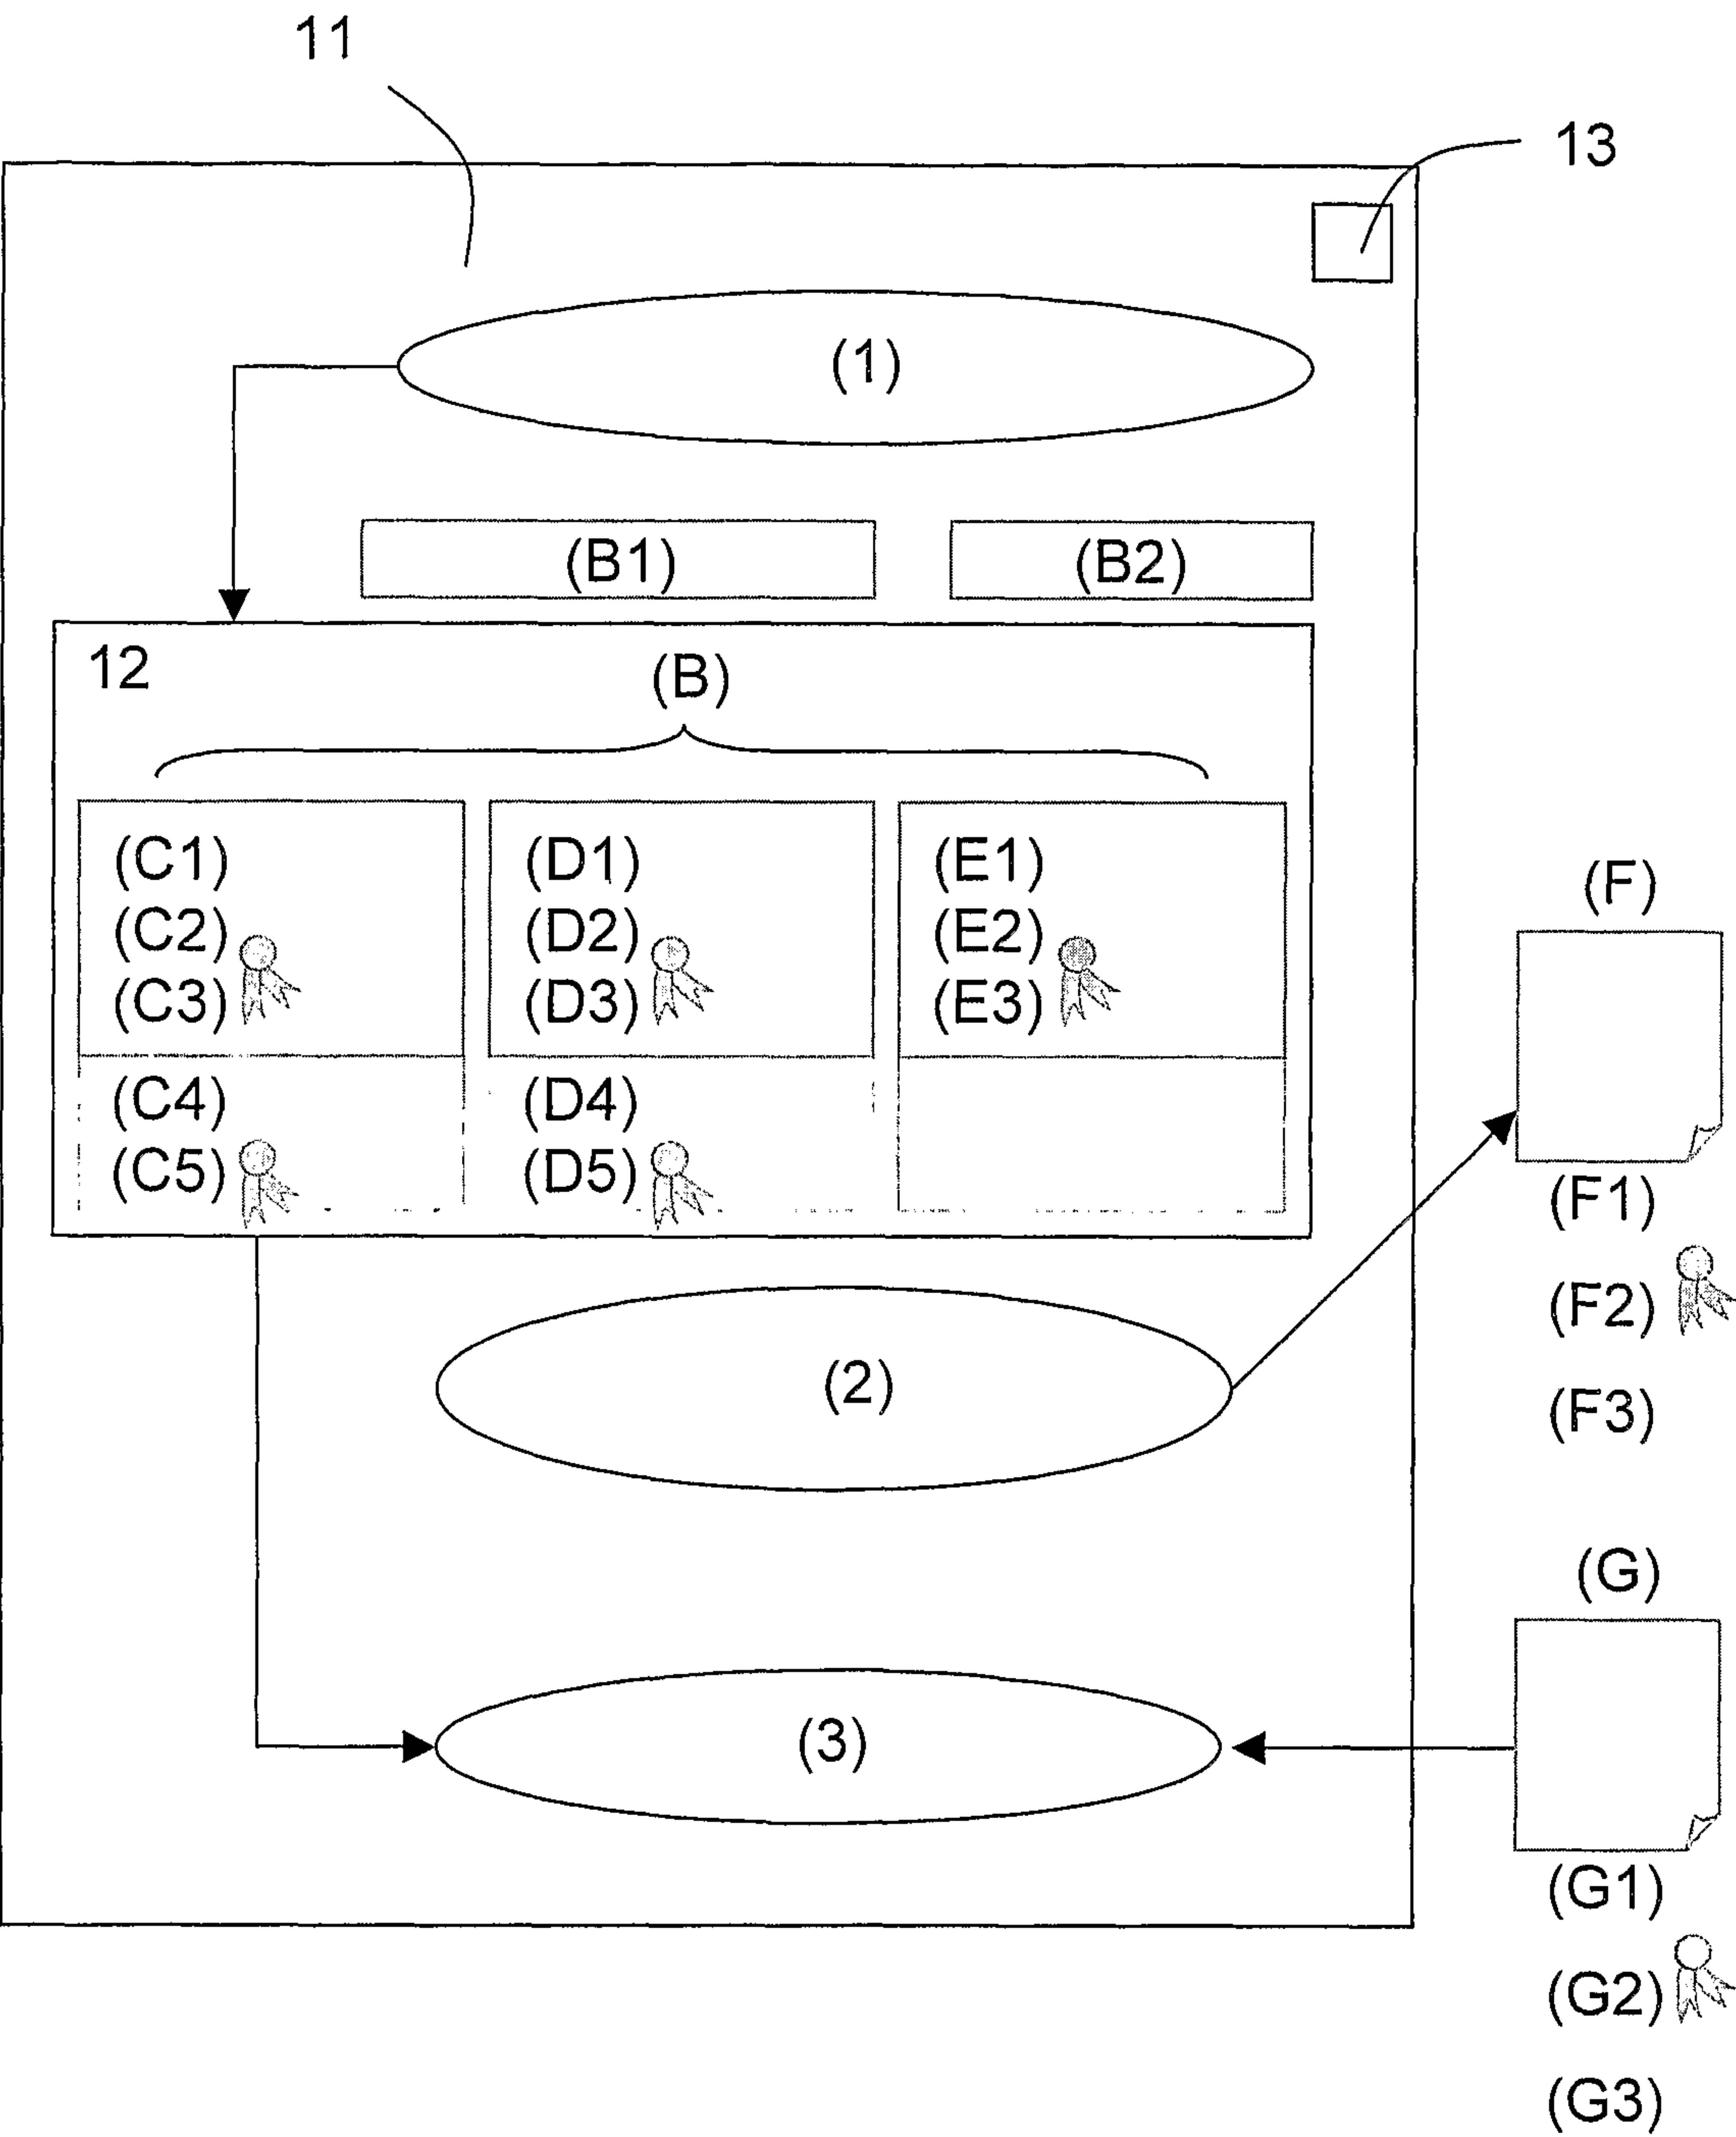 11
13
(1)
(B1) (B2)
12
(B)
(C1) (D1) (E1)
(C2) (D2) (E2)
(C3) (D3) (E3)
(C4) (D4)
(C5) (D5)
(F)
(F1)
(F2)
(F3)
(2)
(G)
(3)
(G1)
(G2)
(G3)